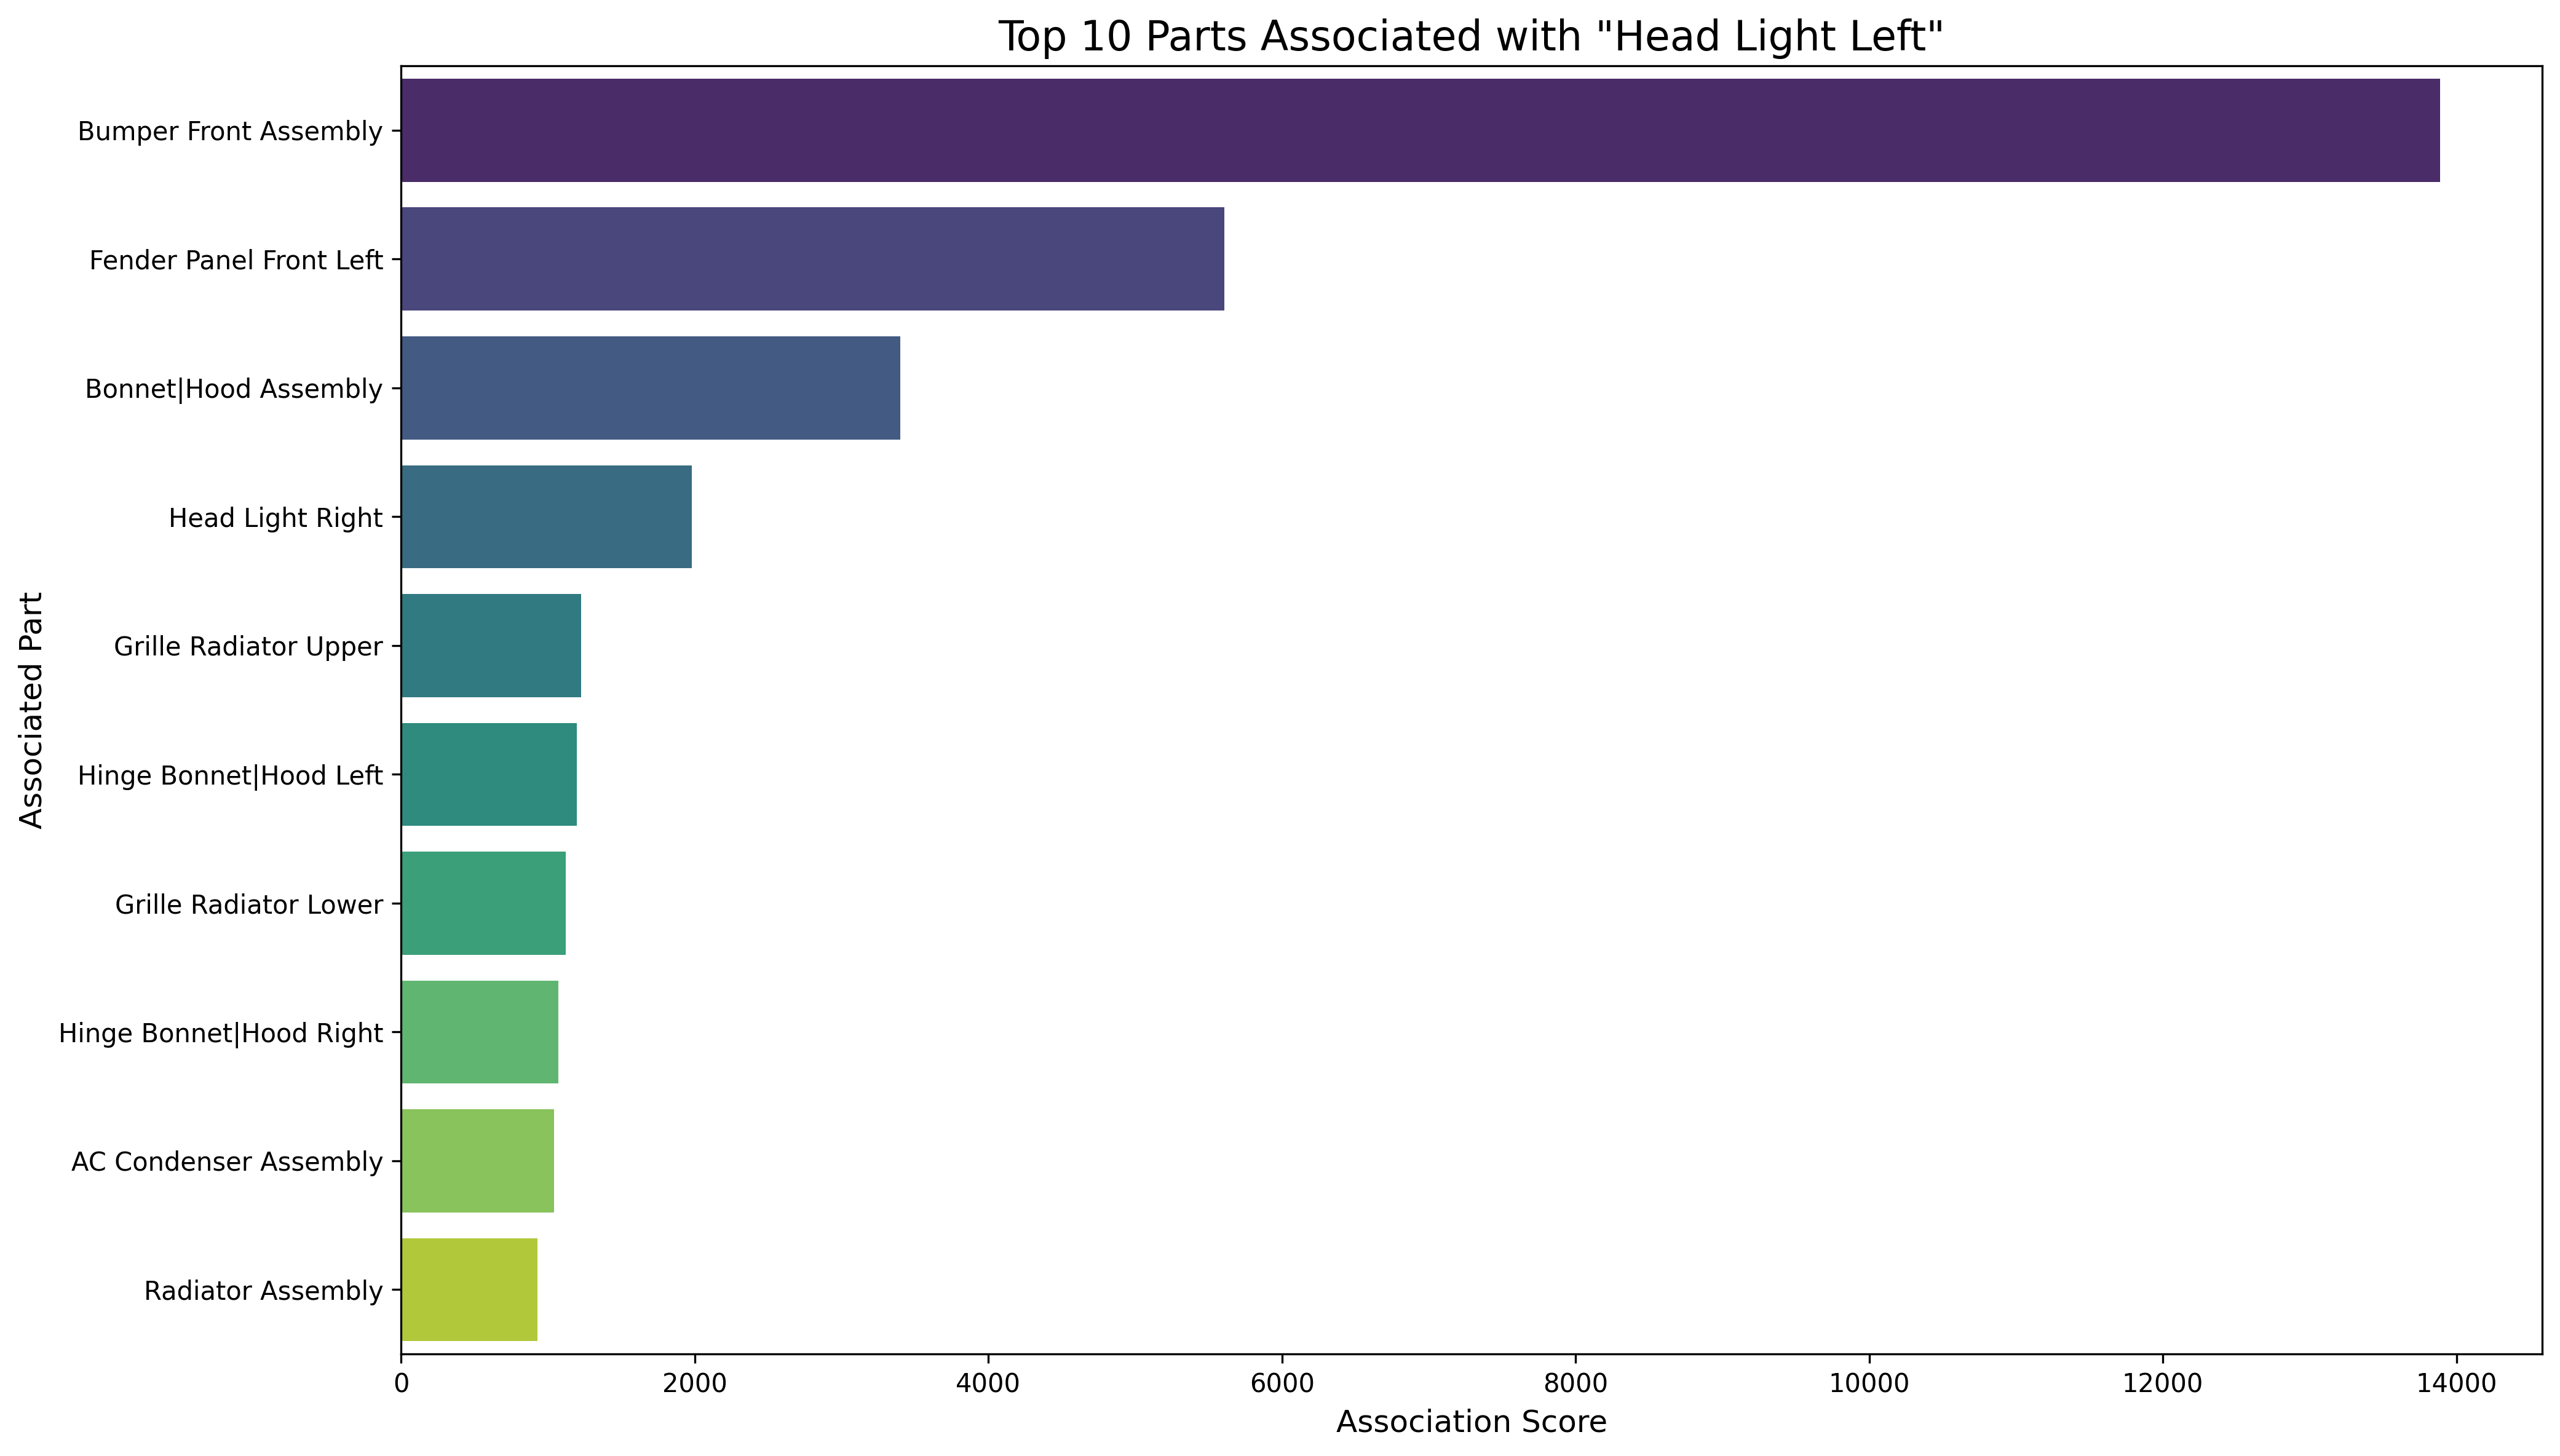 Top 10 Parts Associated with "Head Light Left"
Bumper Front Assembly
Fender Panel Front Left
Bonnet|Hood Assembly
Head Light Right
Grille Radiator Upper
Hinge Bonnet|Hood Left
Grille Radiator Lower
Hinge Bonnet|Hood Right
AC Condenser Assembly
Radiator Assembly
Associated Part
0 2000 4000 6000 8000 10000 12000 14000
Association Score